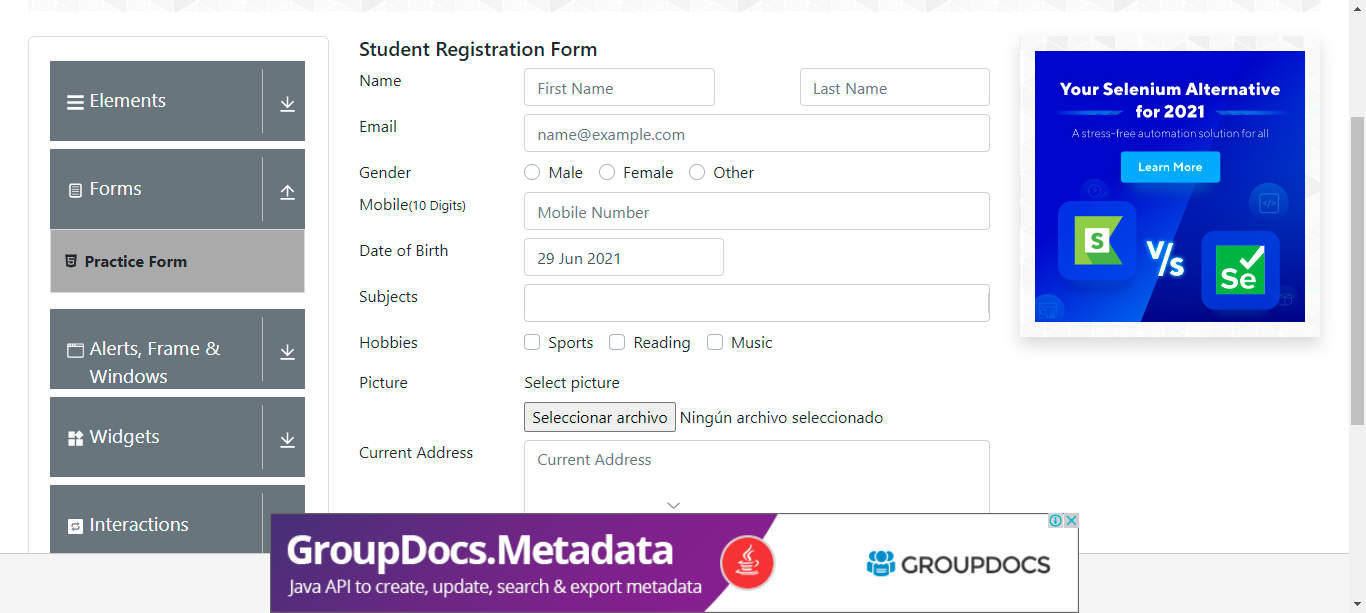 Elements
Forms
Practice Form
Alerts, Frame &
Windows
Widgets
Interactions
Student Registration Form
Name
First Name
Last Name
Email
name@example.com
Gender
Male
Female
Other
Mobile(10 Digits)
Mobile Number
Date of Birth
29 Jun 2021
Subjects
Hobbies
Sports
Reading
Music
Picture
Select picture
Seleccionar archivo Ningún archivo seleccionado
Current Address
Current Address
Your Selenium Alternative
for 2021
A stress-free automation solution for all
Learn More
S
V/s
Se
GroupDocs.Metadata
Java API to create, update, search & export metadata
GROUPDOCS